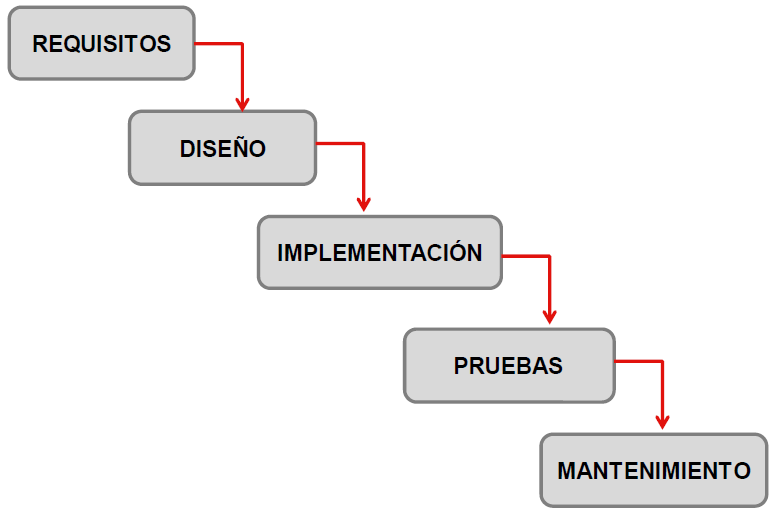 REQUISITOS
DISEÑO
IMPLEMENTACIÓN
PRUEBAS
MANTENIMIENTO